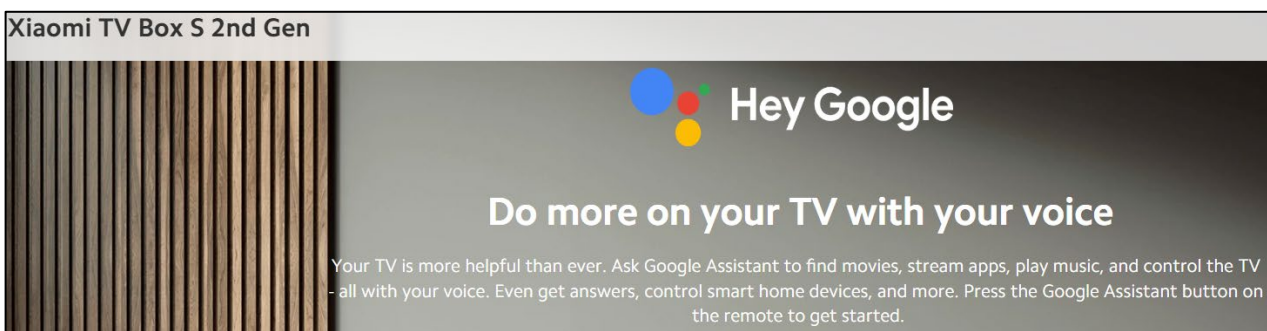 Xiaomi TV Box S 2nd Gen
Hey Google
Do more on your TV with your voice
Your TV is more helpful than ever. Ask Google Assistant to find movies, stream apps, play music, and control the TV
- all with your voice. Even get answers, control smart home devices, and more. Press the Google Assistant button on
the remote to get started.